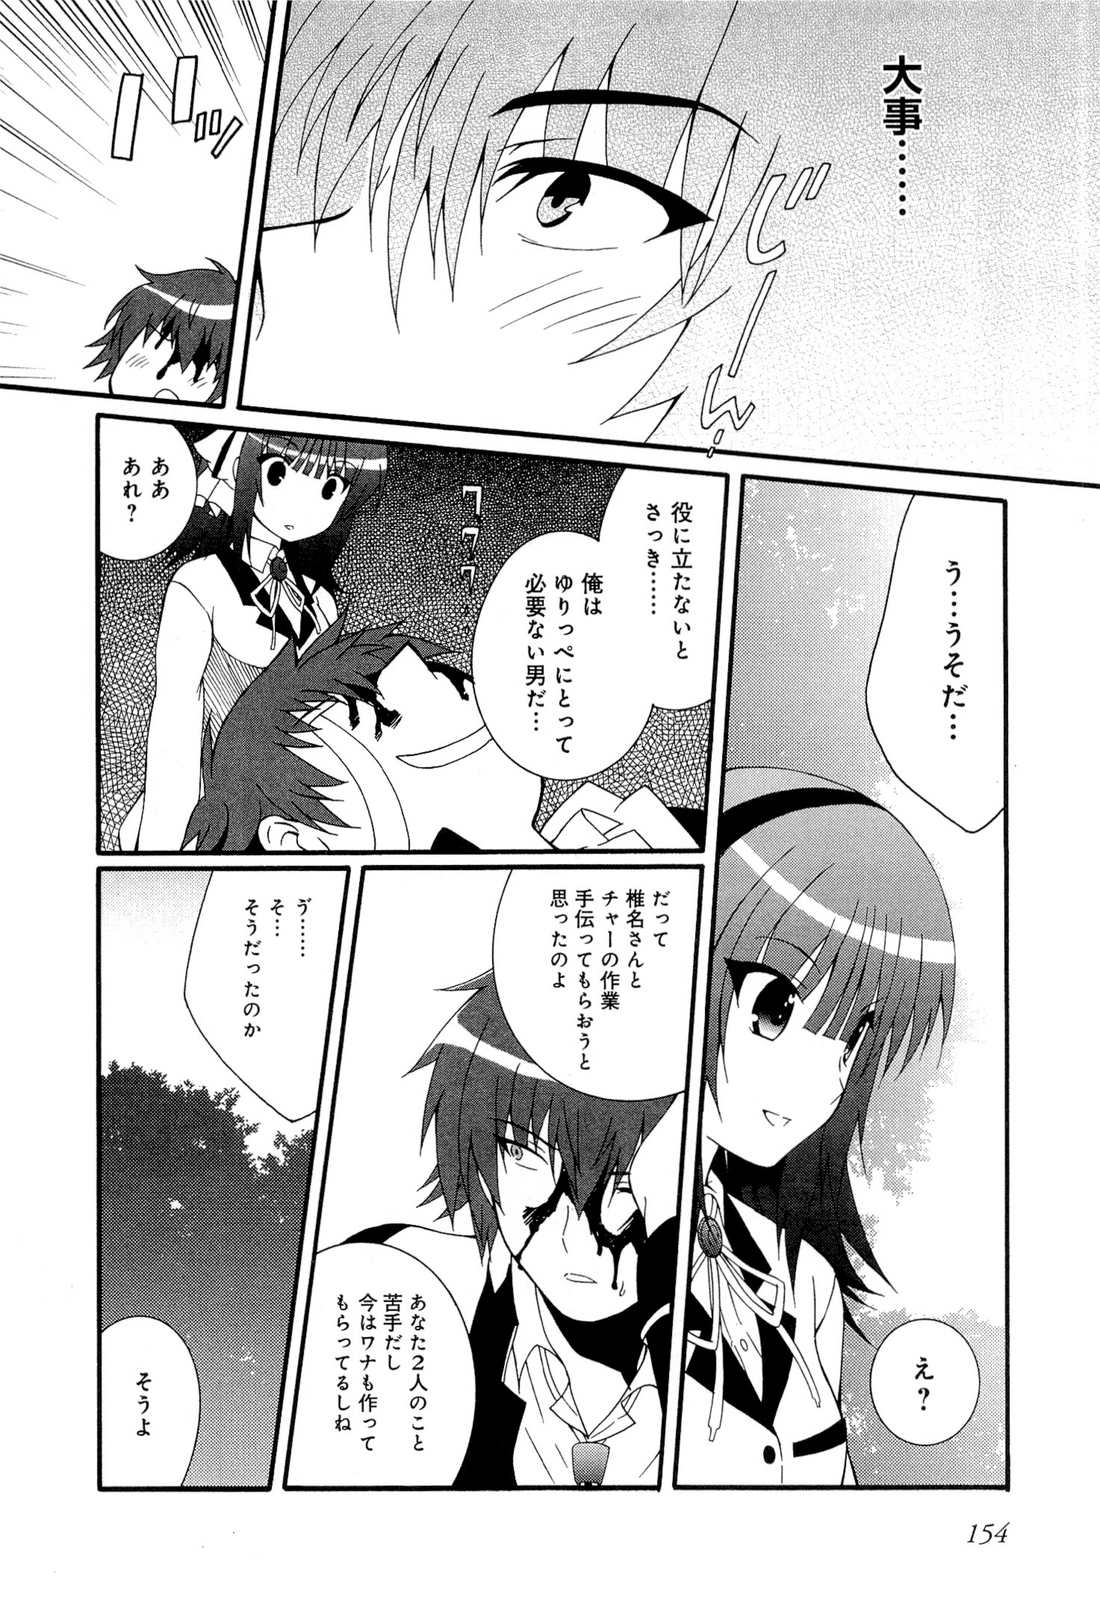 大事……
じーーん
ガバッ
う…うそだ…
え?
役に立たないと
さっき……
俺は
ゆりっぺにとって
必要ない男だ…
ああ
あれ?
だって
椎名さんと
チャーの作業
手伝ってもらおうと
思ったのよ
あなた2人のこと
苦手だし
今はワナも作って
もらってるしね
ゔ……
そ…
そうだったのか
そうよ
154